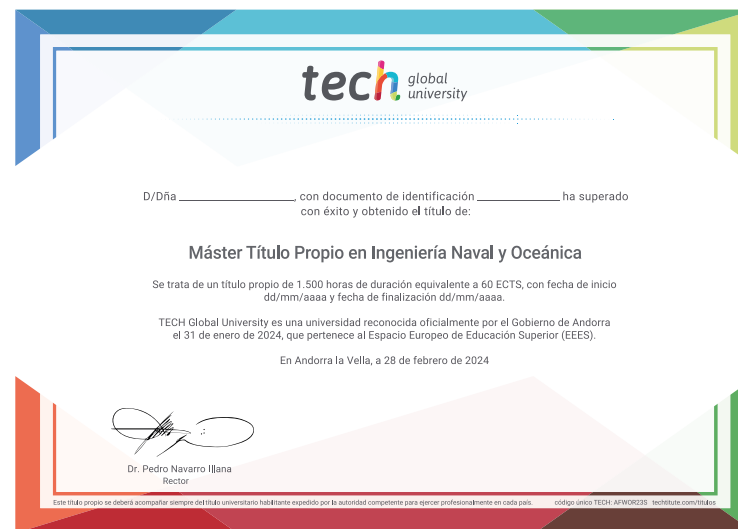 tech global
university
D/Dña ______________, con documento de identificación ______________ ha superado
con éxito y obtenido el título de:
Máster Título Propio en Ingeniería Naval y Oceánica
Se trata de un título propio de 1.500 horas de duración equivalente a 60 ECTS, con fecha de inicio
dd/mm/aaaa y fecha de finalización dd/mm/aaaa.
TECH Global University es una universidad reconocida oficialmente por el Gobierno de Andorra
el 31 de enero de 2024, que pertenece al Espacio Europeo de Educación Superior (EEES).
En Andorra la Vella, a 28 de febrero de 2024
Dr. Pedro Navarro Illana
Rector
Este título propio se deberá acompañar siempre del título universitario habilitante expedido por la autoridad competente para ejercer profesionalmente en cada país. código único TECH: AFWOR23S techtitute.com/titulos